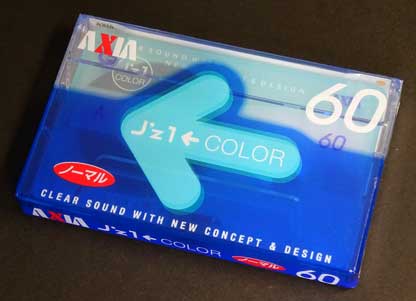 AXIA
J'z1
COLOR
60
60
J'z1←COLOR
ノーマル
CLEAR SOUND WITH NEW CONCEPT & DESIGN
AXIA
J'z1←COLOR
ノーマル
60